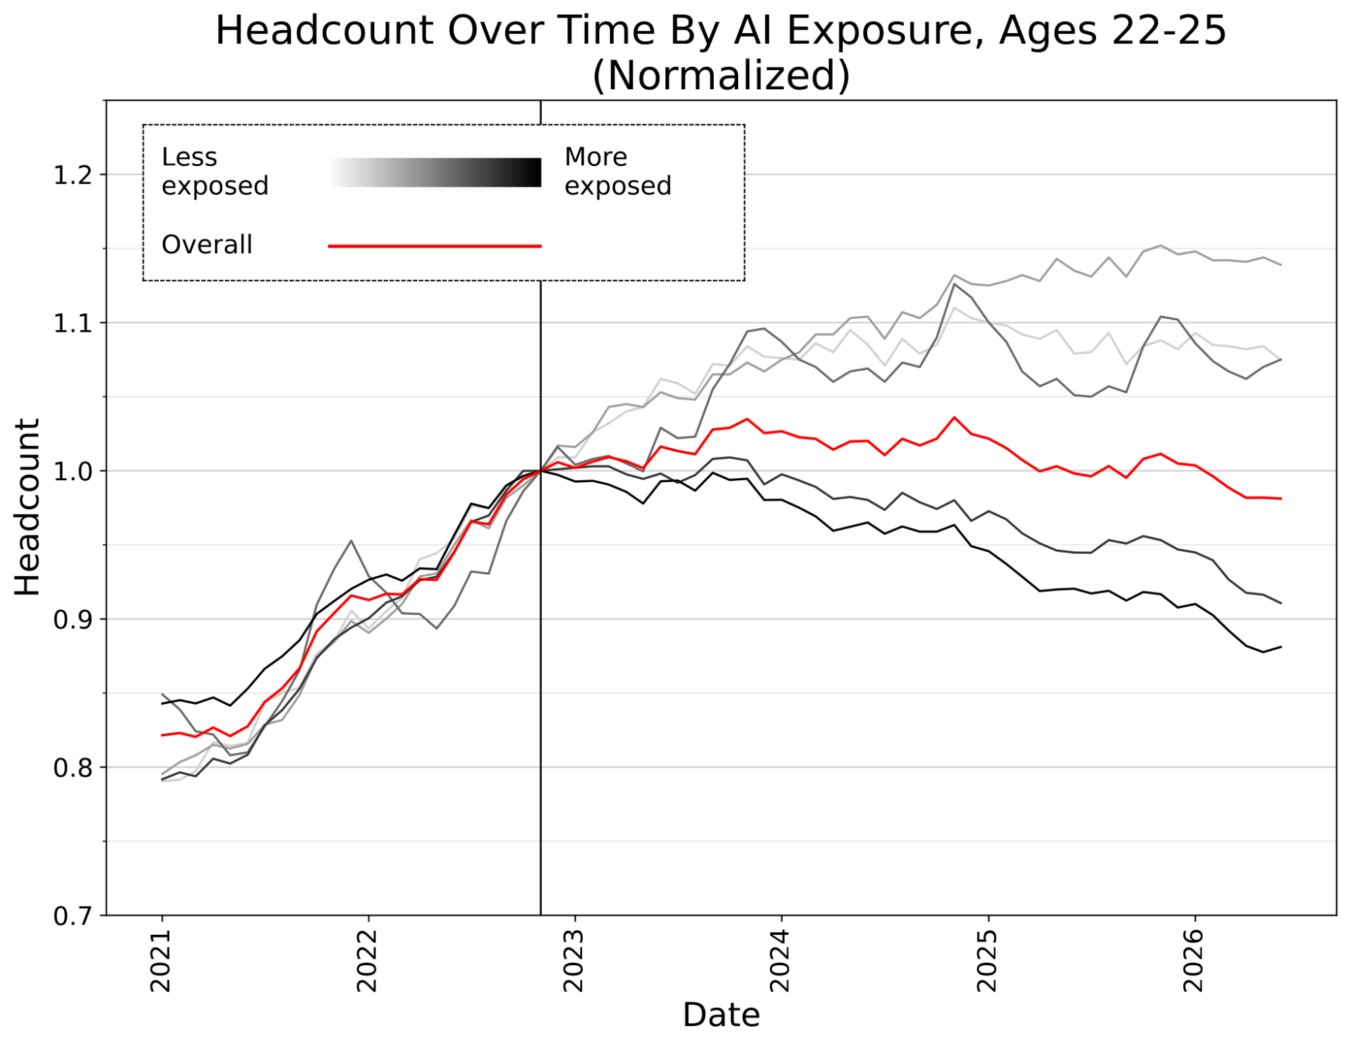 Headcount Over Time By AI Exposure, Ages 22-25
(Normalized)
Less
exposed
More
exposed
Overall
Headcount
1.2
1.1
1.0
0.9
0.8
0.7
2021
2022
2023
2024
2025
2026
Date